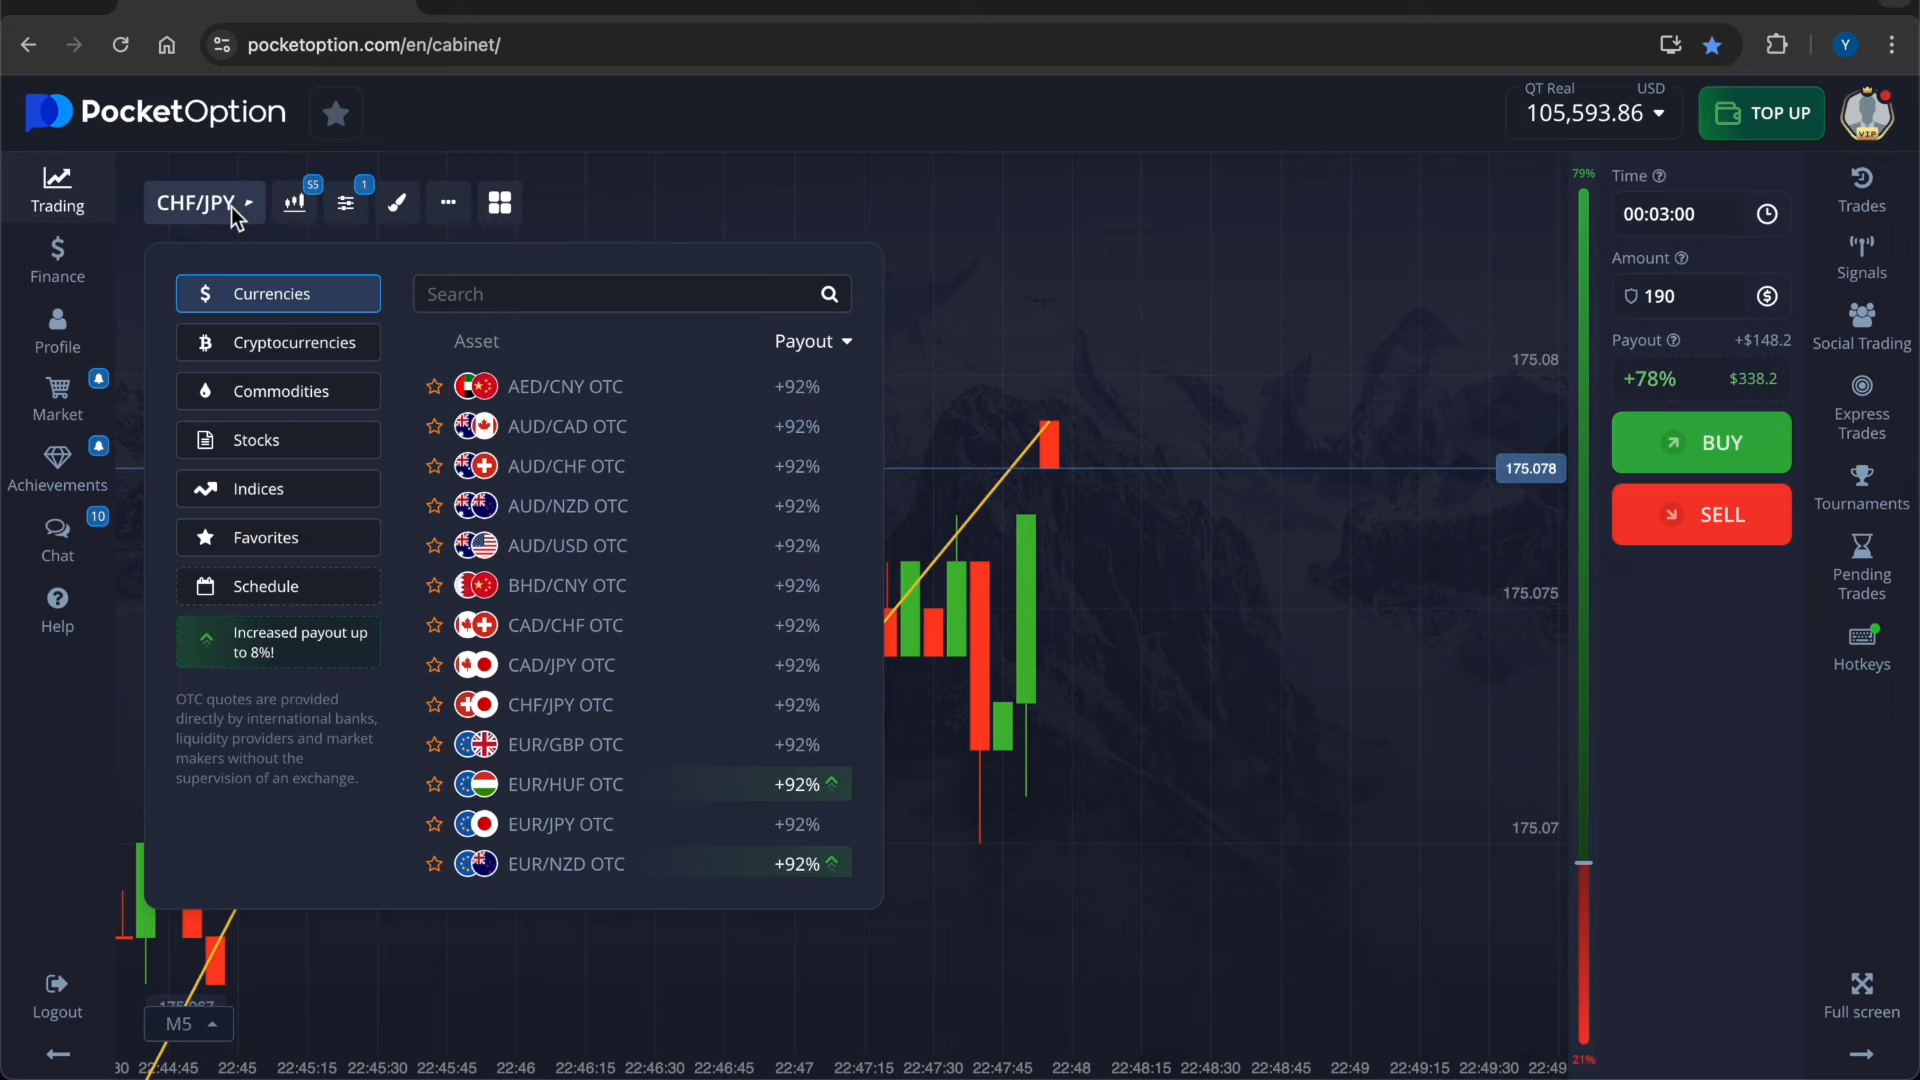 pocketoption.com/en/cabinet/
Y
PocketOption
QT Real USD
105,593.86
TOP UP
VIP
Trading
Finance
Profile
Market
Achievements
10
Chat
Help
Logout
CHF/JPY
S5
1
Currencies
Cryptocurrencies
Commodities
Stocks
Indices
Favorites
Schedule
Increased payout up
to 8%!
OTC quotes are provided
directly by international banks,
liquidity providers and market
makers without the
supervision of an exchange.
Search
Asset Payout
AED/CNY OTC +92%
AUD/CAD OTC +92%
AUD/CHF OTC +92%
AUD/NZD OTC +92%
AUD/USD OTC +92%
BHD/CNY OTC +92%
CAD/CHF OTC +92%
CAD/JPY OTC +92%
CHF/JPY OTC +92%
EUR/GBP OTC +92%
EUR/HUF OTC +92%
EUR/JPY OTC +92%
EUR/NZD OTC +92%
175.08
175.078
175.075
175.07
M5
30 22:44:45 22:45 22:45:15 22:45:30 22:45:45 22:46 22:46:15 22:46:30 22:46:45 22:47 22:47:15 22:47:30 22:47:45 22:48 22:48:15 22:48:30 22:48:45 22:49 22:49:15 22:49:30 22:49
79%
21%
Time
00:03:00
Amount
190
Payout +$148.2
+78% $338.2
BUY
SELL
Trades
Signals
Social Trading
Express
Trades
Tournaments
Pending
Trades
Hotkeys
Full screen